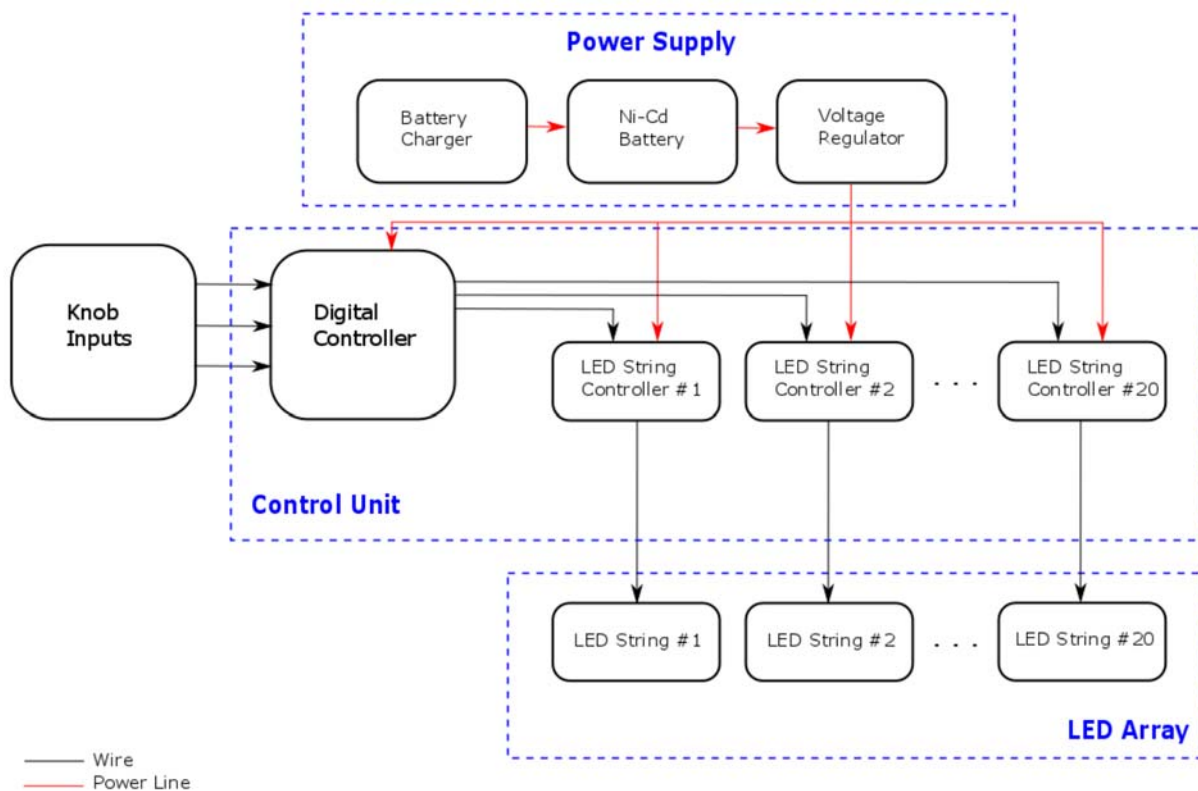 Power Supply
Battery
Charger
Ni-Cd
Battery
Voltage
Regulator
Knob
Inputs
Digital
Controller
LED String
Controller #1
LED String
Controller #2
. . .
LED String
Controller #20
Control Unit
LED String #1
LED String #2
. . .
LED String #20
LED Array
Wire
Power Line